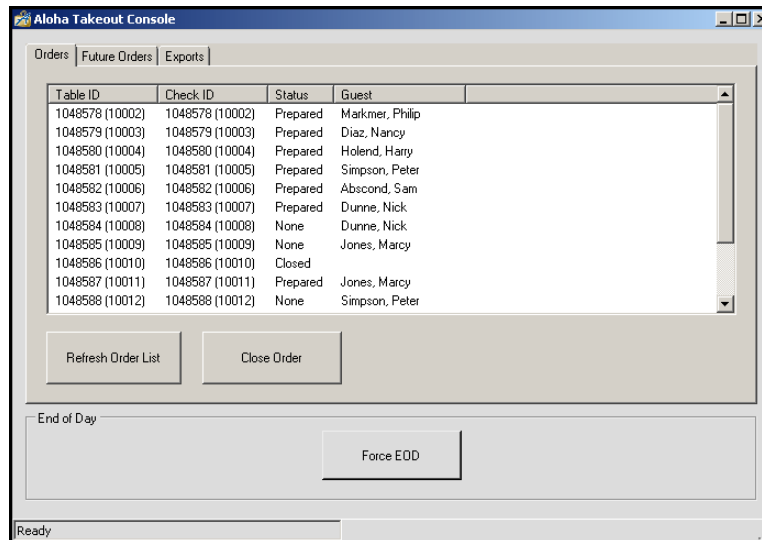 Aloha Takeout Console
Orders Future Orders Exports
Table ID Check ID Status Guest
1048578 (10002) 1048578 (10002) Prepared Markmer, Philip
1048579 (10003) 1048579 (10003) Prepared Diaz, Nancy
1048580 (10004) 1048580 (10004) Prepared Holend, Harry
1048581 (10005) 1048581 (10005) Prepared Simpson, Peter
1048582 (10006) 1048582 (10006) Prepared Abscond, Sam
1048583 (10007) 1048583 (10007) Prepared Dunne, Nick
1048584 (10008) 1048584 (10008) None Dunne, Nick
1048585 (10009) 1048585 (10009) None Jones, Marcy
1048586 (10010) 1048586 (10010) Closed
1048587 (10011) 1048587 (10011) Prepared Jones, Marcy
1048588 (10012) 1048588 (10012) None Simpson, Peter
Refresh Order List Close Order
End of Day
Force EOD
Ready